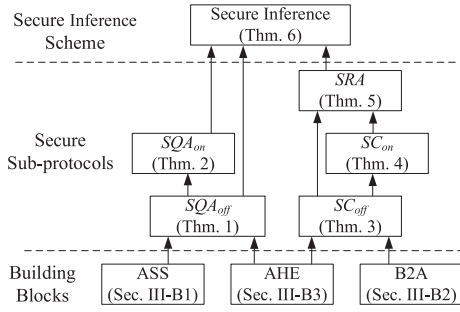 Secure Inference
Scheme
Secure Inference
(Thm. 6)
SRA
(Thm. 5)
Secure
Sub-protocols
SQAon
(Thm. 2)
SCon
(Thm. 4)
SQAoff
(Thm. 1)
SCoff
(Thm. 3)
Building
Blocks
ASS
(Sec. III-B1)
AHE
(Sec. III-B3)
B2A
(Sec. III-B2)